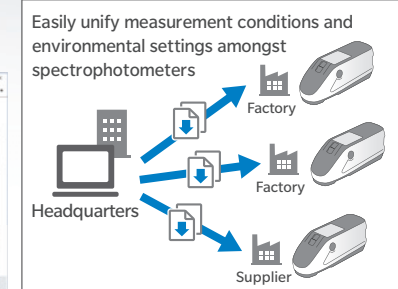 Easily unify measurement conditions and
environmental settings amongst
spectrophotometers
Factory
Factory
Headquarters
Supplier